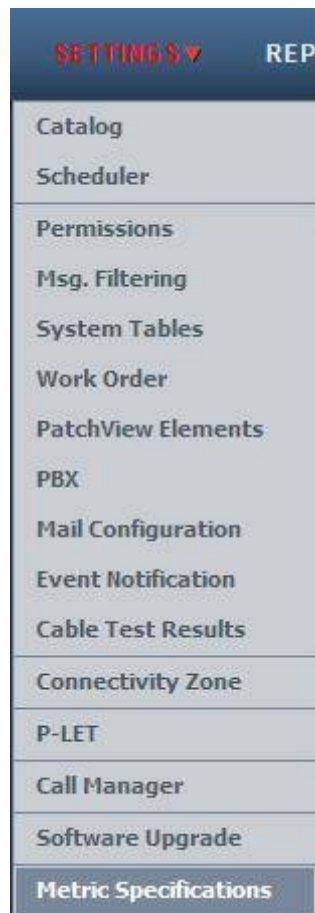 SETTINGS▼ REP
Catalog
Scheduler
Permissions
Msg. Filtering
System Tables
Work Order
PatchView Elements
PBX
Mail Configuration
Event Notification
Cable Test Results
Connectivity Zone
P-LET
Call Manager
Software Upgrade
Metric Specifications